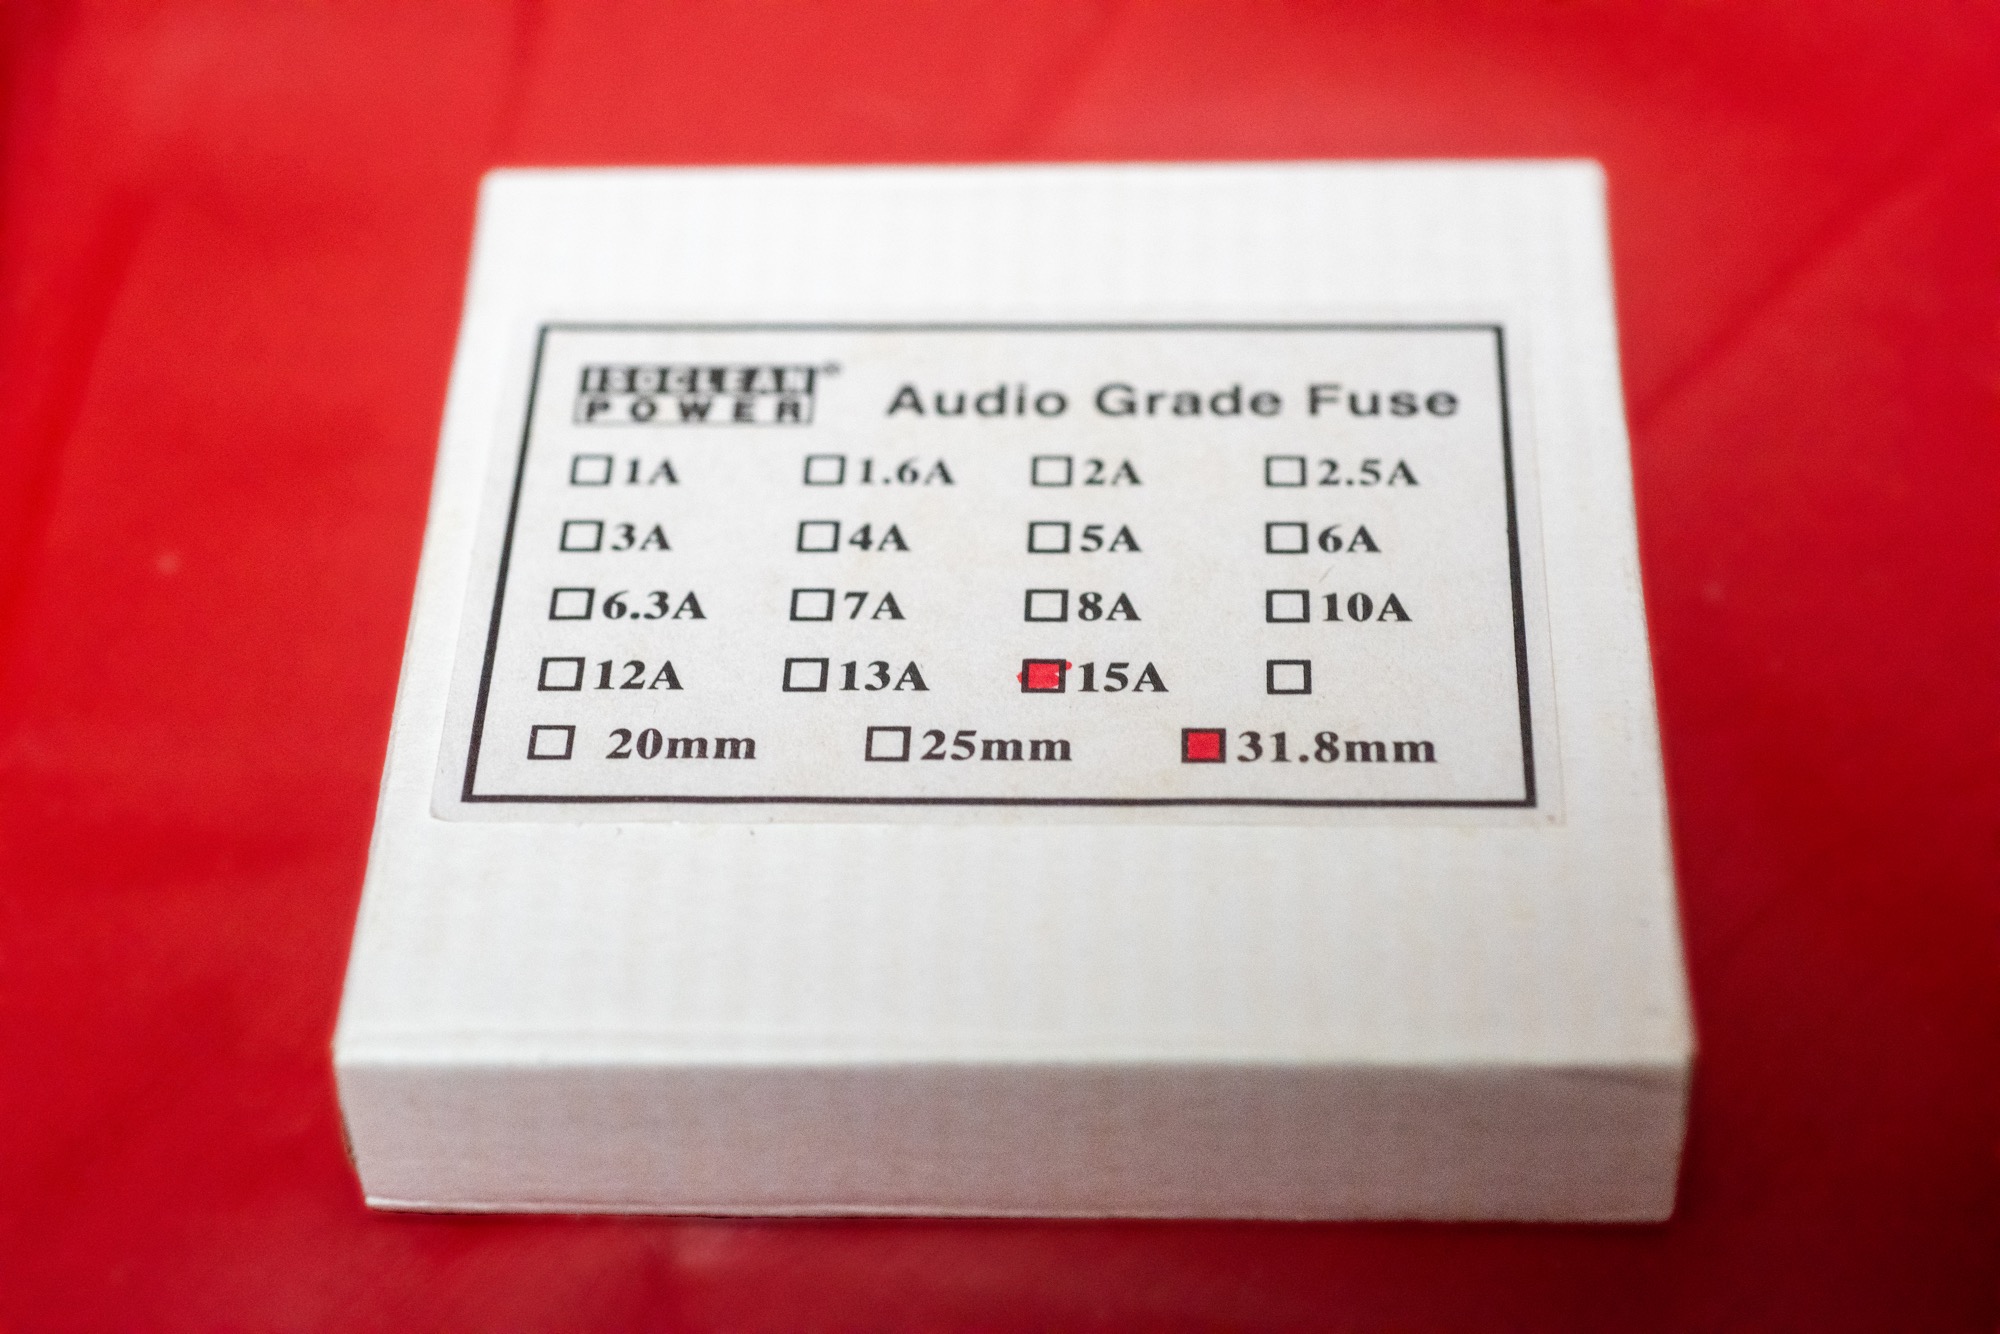 ISOCLEAN® Audio Grade Fuse
POWER
☐ 1A ☐ 1.6A ☐ 2A ☐ 2.5A
☐ 3A ☐ 4A ☐ 5A ☐ 6A
☐ 6.3A ☐ 7A ☐ 8A ☐ 10A
☐ 12A ☐ 13A ■ 15A ☐
☐ 20mm ☐ 25mm ■ 31.8mm